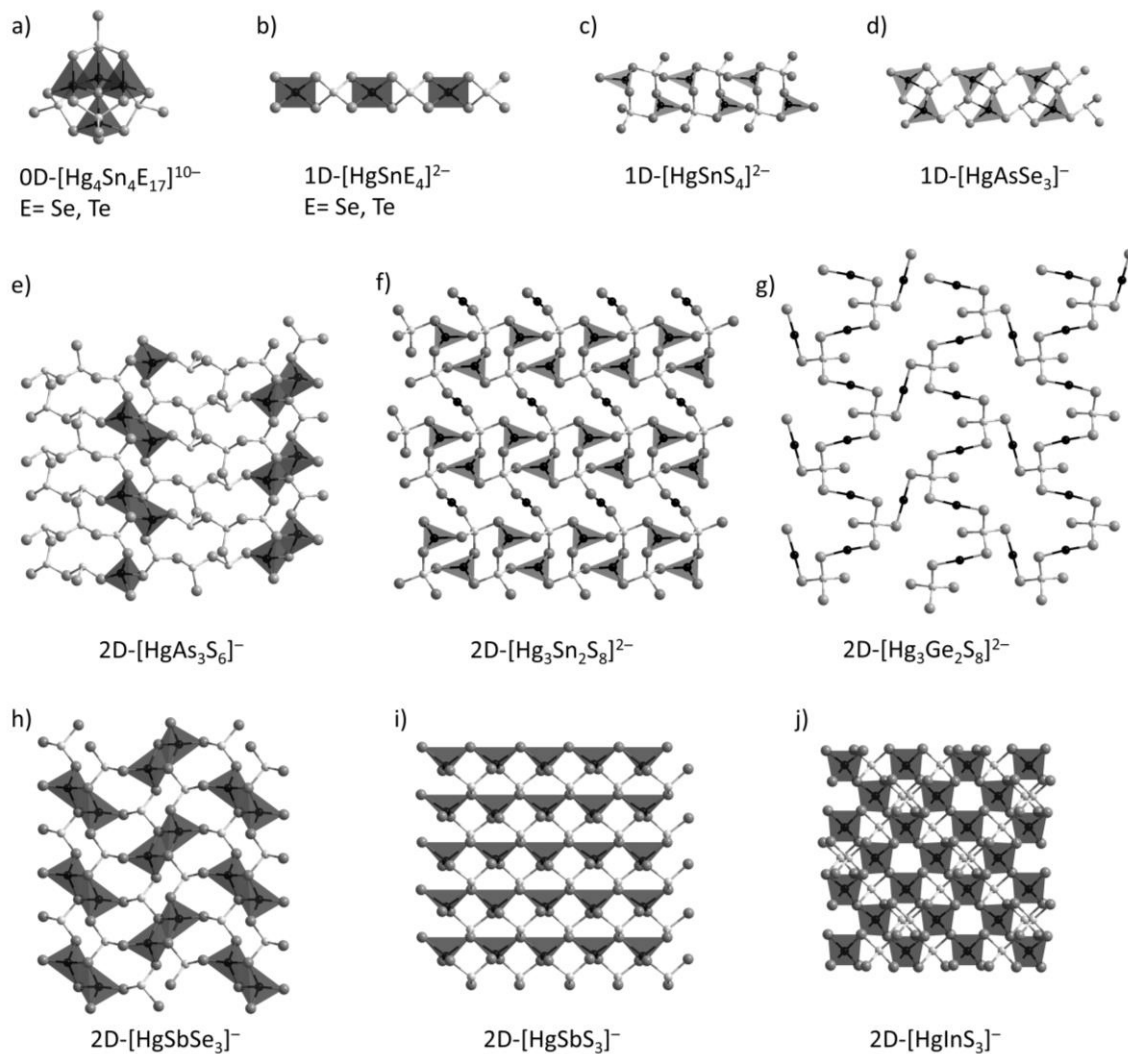 a)
b)
c)
d)
0D-[Hg₄Sn₄E₁₇]¹⁰⁻
E= Se, Te
1D-[HgSnE₄]²⁻
E= Se, Te
1D-[HgSnS₄]²⁻
1D-[HgAsSe₃]⁻
e)
f)
g)
2D-[HgAs₃S₆]⁻
2D-[Hg₃Sn₂S₈]²⁻
2D-[Hg₃Ge₂S₈]²⁻
h)
i)
j)
2D-[HgSbSe₃]⁻
2D-[HgSbS₃]⁻
2D-[HgInS₃]⁻